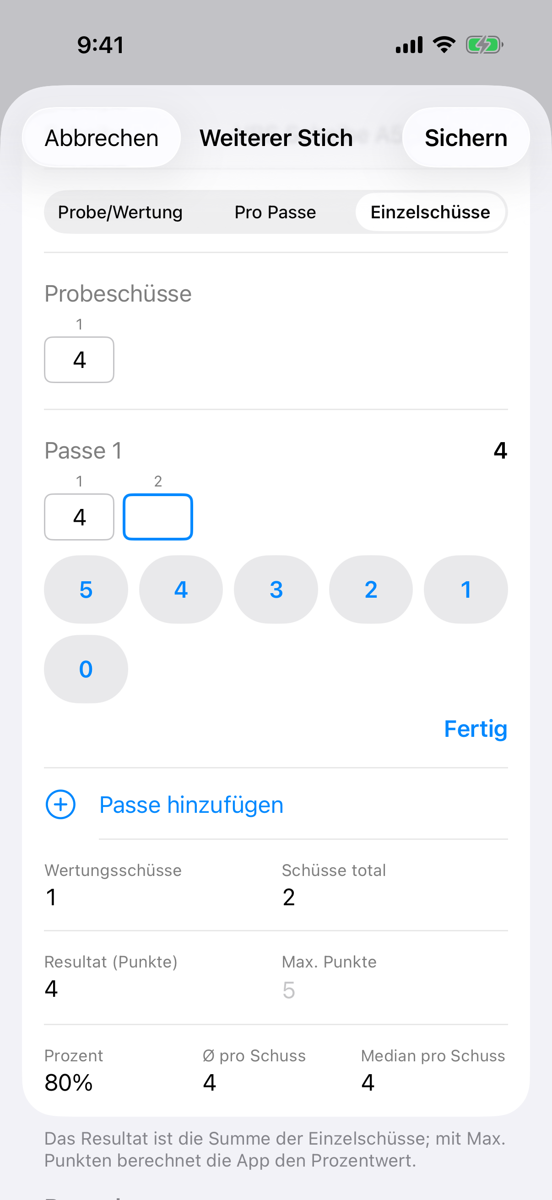 9:41
Abbrechen
Weiterer Stich
Sichern
Probe/Wertung
Pro Passe
Einzelschüsse
Probeschüsse
1
4
Passe 1
4
1
2
4
5
4
3
2
1
0
Fertig
Passe hinzufügen
Wertungsschüsse
Schüsse total
1
2
Resultat (Punkte)
Max. Punkte
4
5
Prozent
Ø pro Schuss
Median pro Schuss
80%
4
4
Das Resultat ist die Summe der Einzelschüsse; mit Max.
Punkten berechnet die App den Prozentwert.